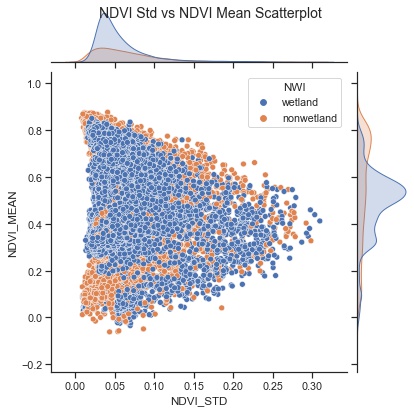 NDVI Std vs NDVI Mean Scatterplot
NWI
wetland
nonwetland
1.0
0.8
0.6
0.4
0.2
0.0
−0.2
NDVI_MEAN
0.00 0.05 0.10 0.15 0.20 0.25 0.30
NDVI_STD